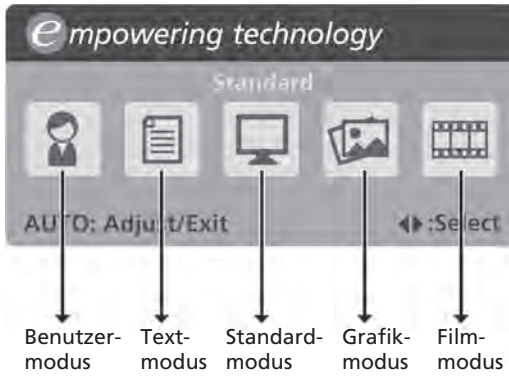 empowering technology
Standard
AUTO: Adjust/Exit ◀▶ :Select
Benutzer- Text- Standard- Grafik- Film-
modus modus modus modus modus